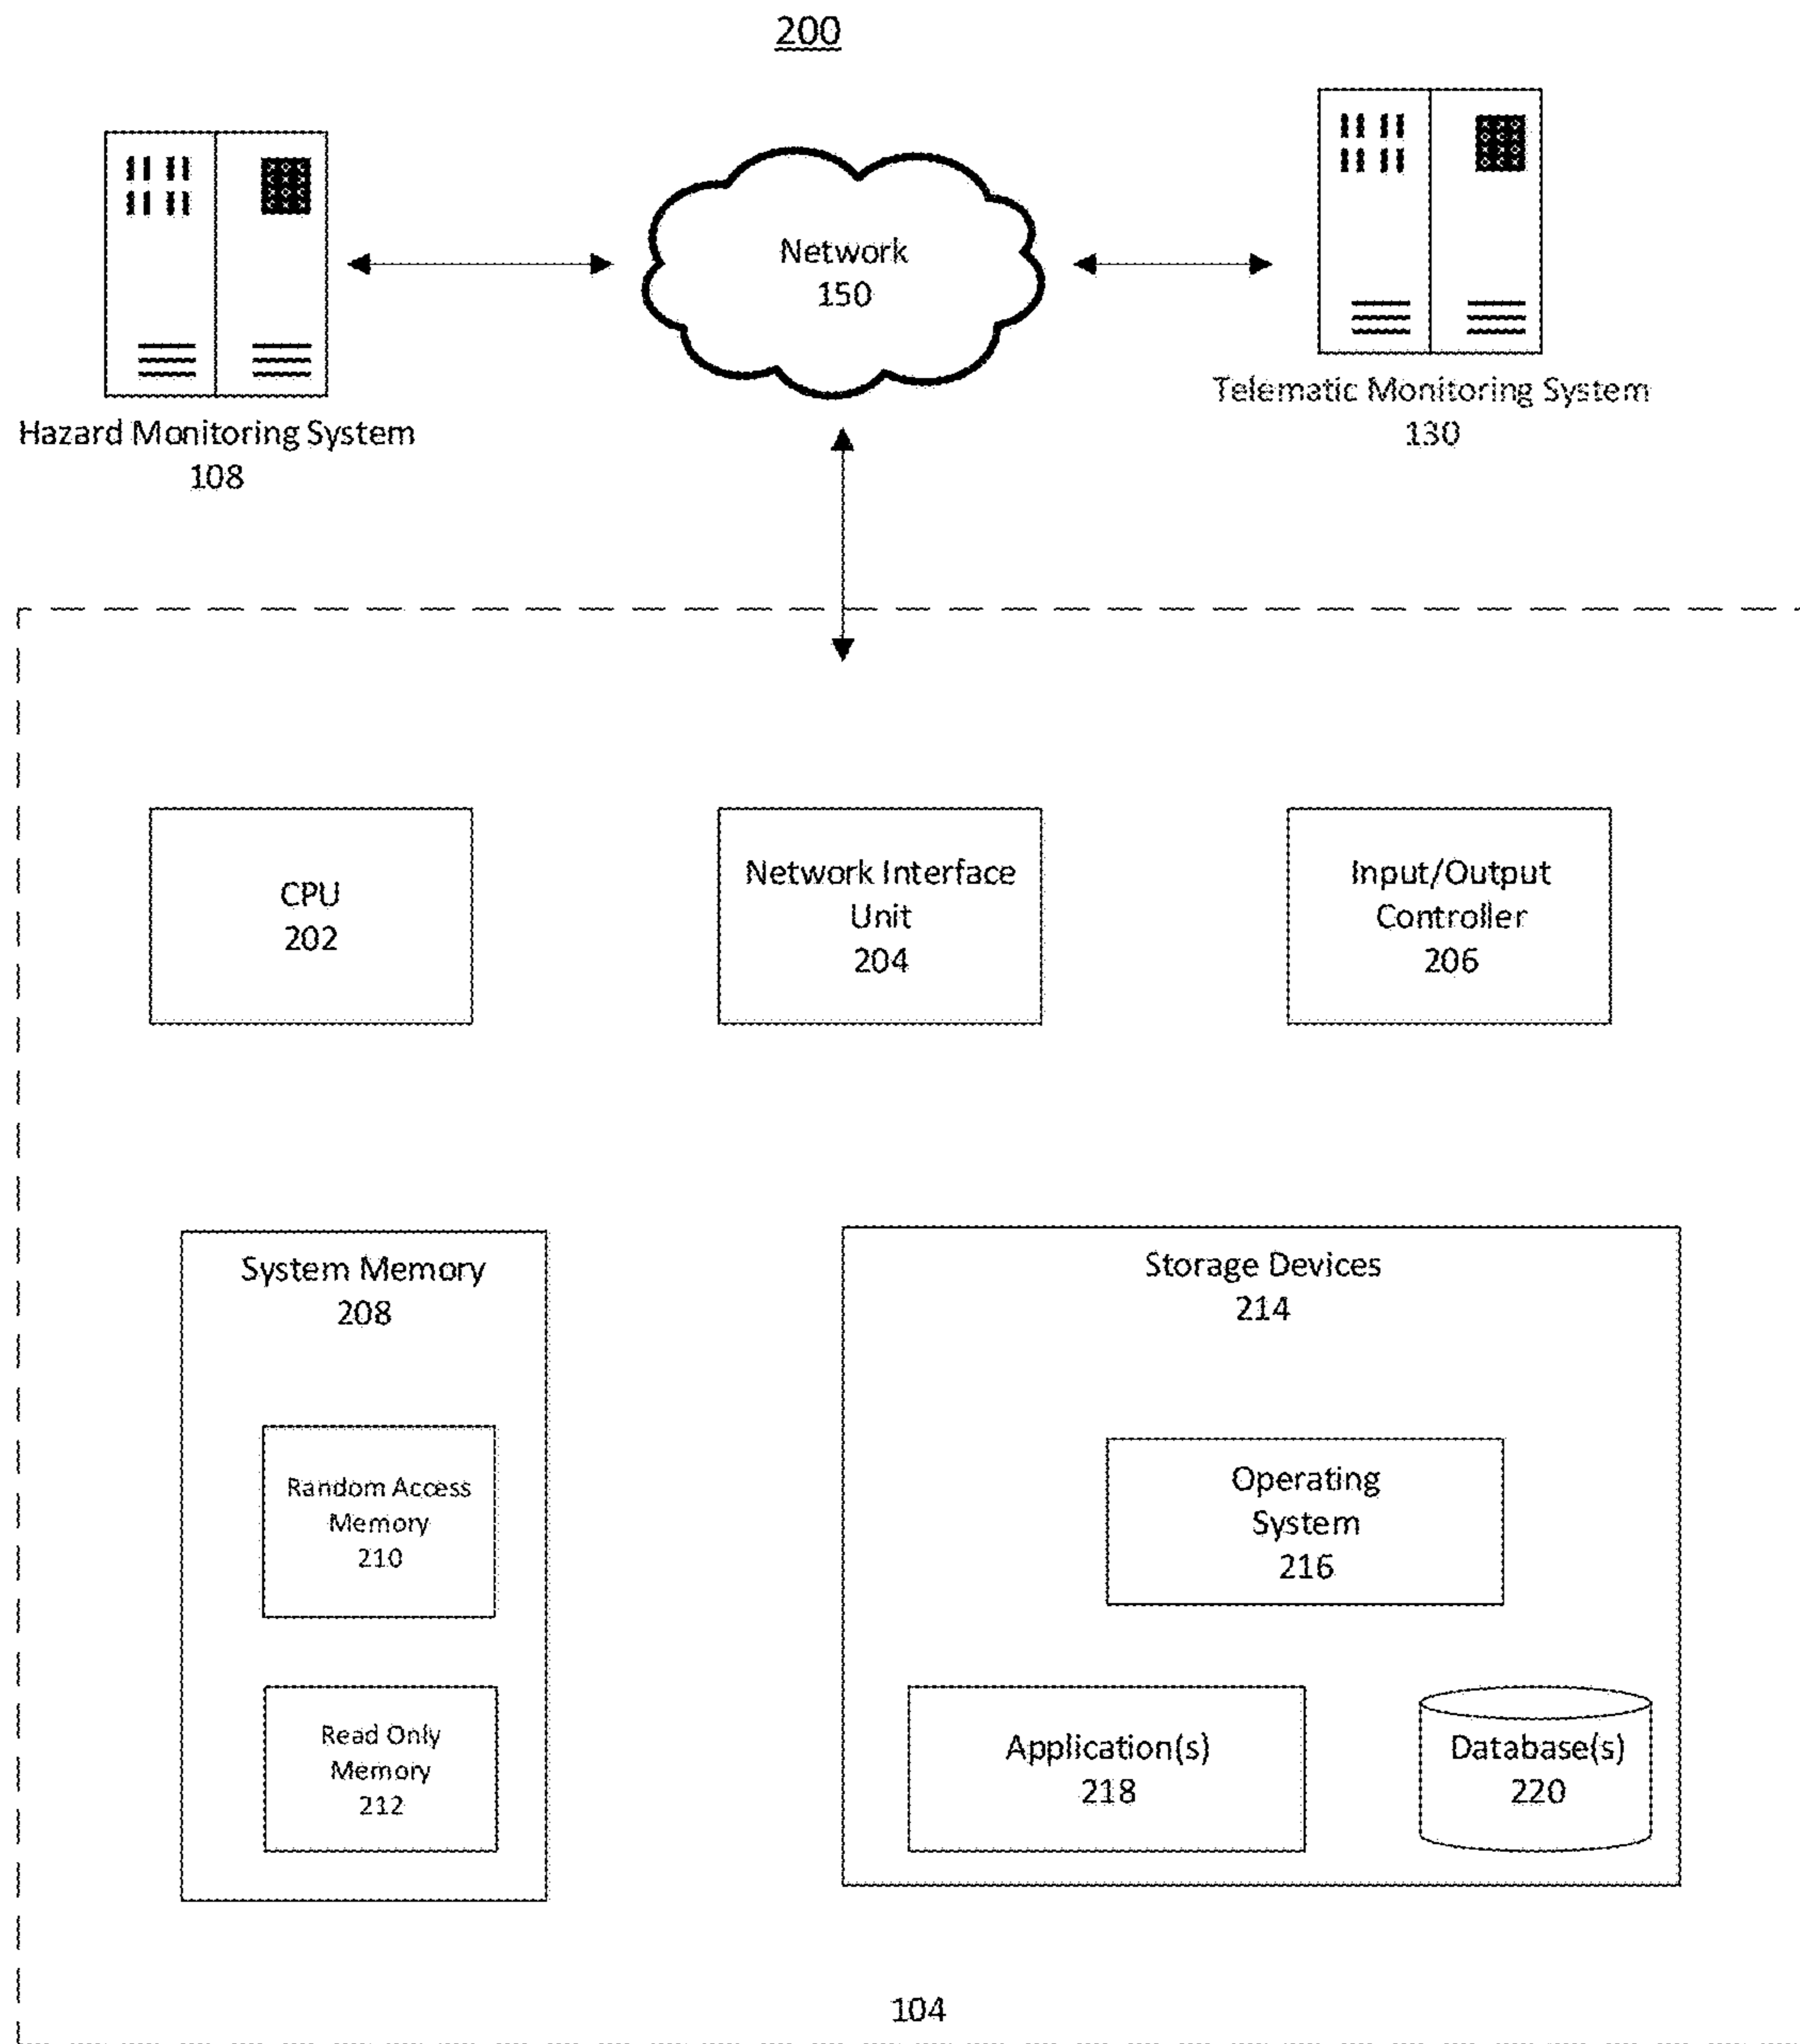 200
Network
150
Hazard Monitoring System
108
Telematic Monitoring System
130
CPU
202
Network Interface
Unit
204
Input/Output
Controller
206
System Memory
208
Random Access
Memory
210
Read Only
Memory
212
Storage Devices
214
Operating
System
216
Application(s)
218
Database(s)
220
104